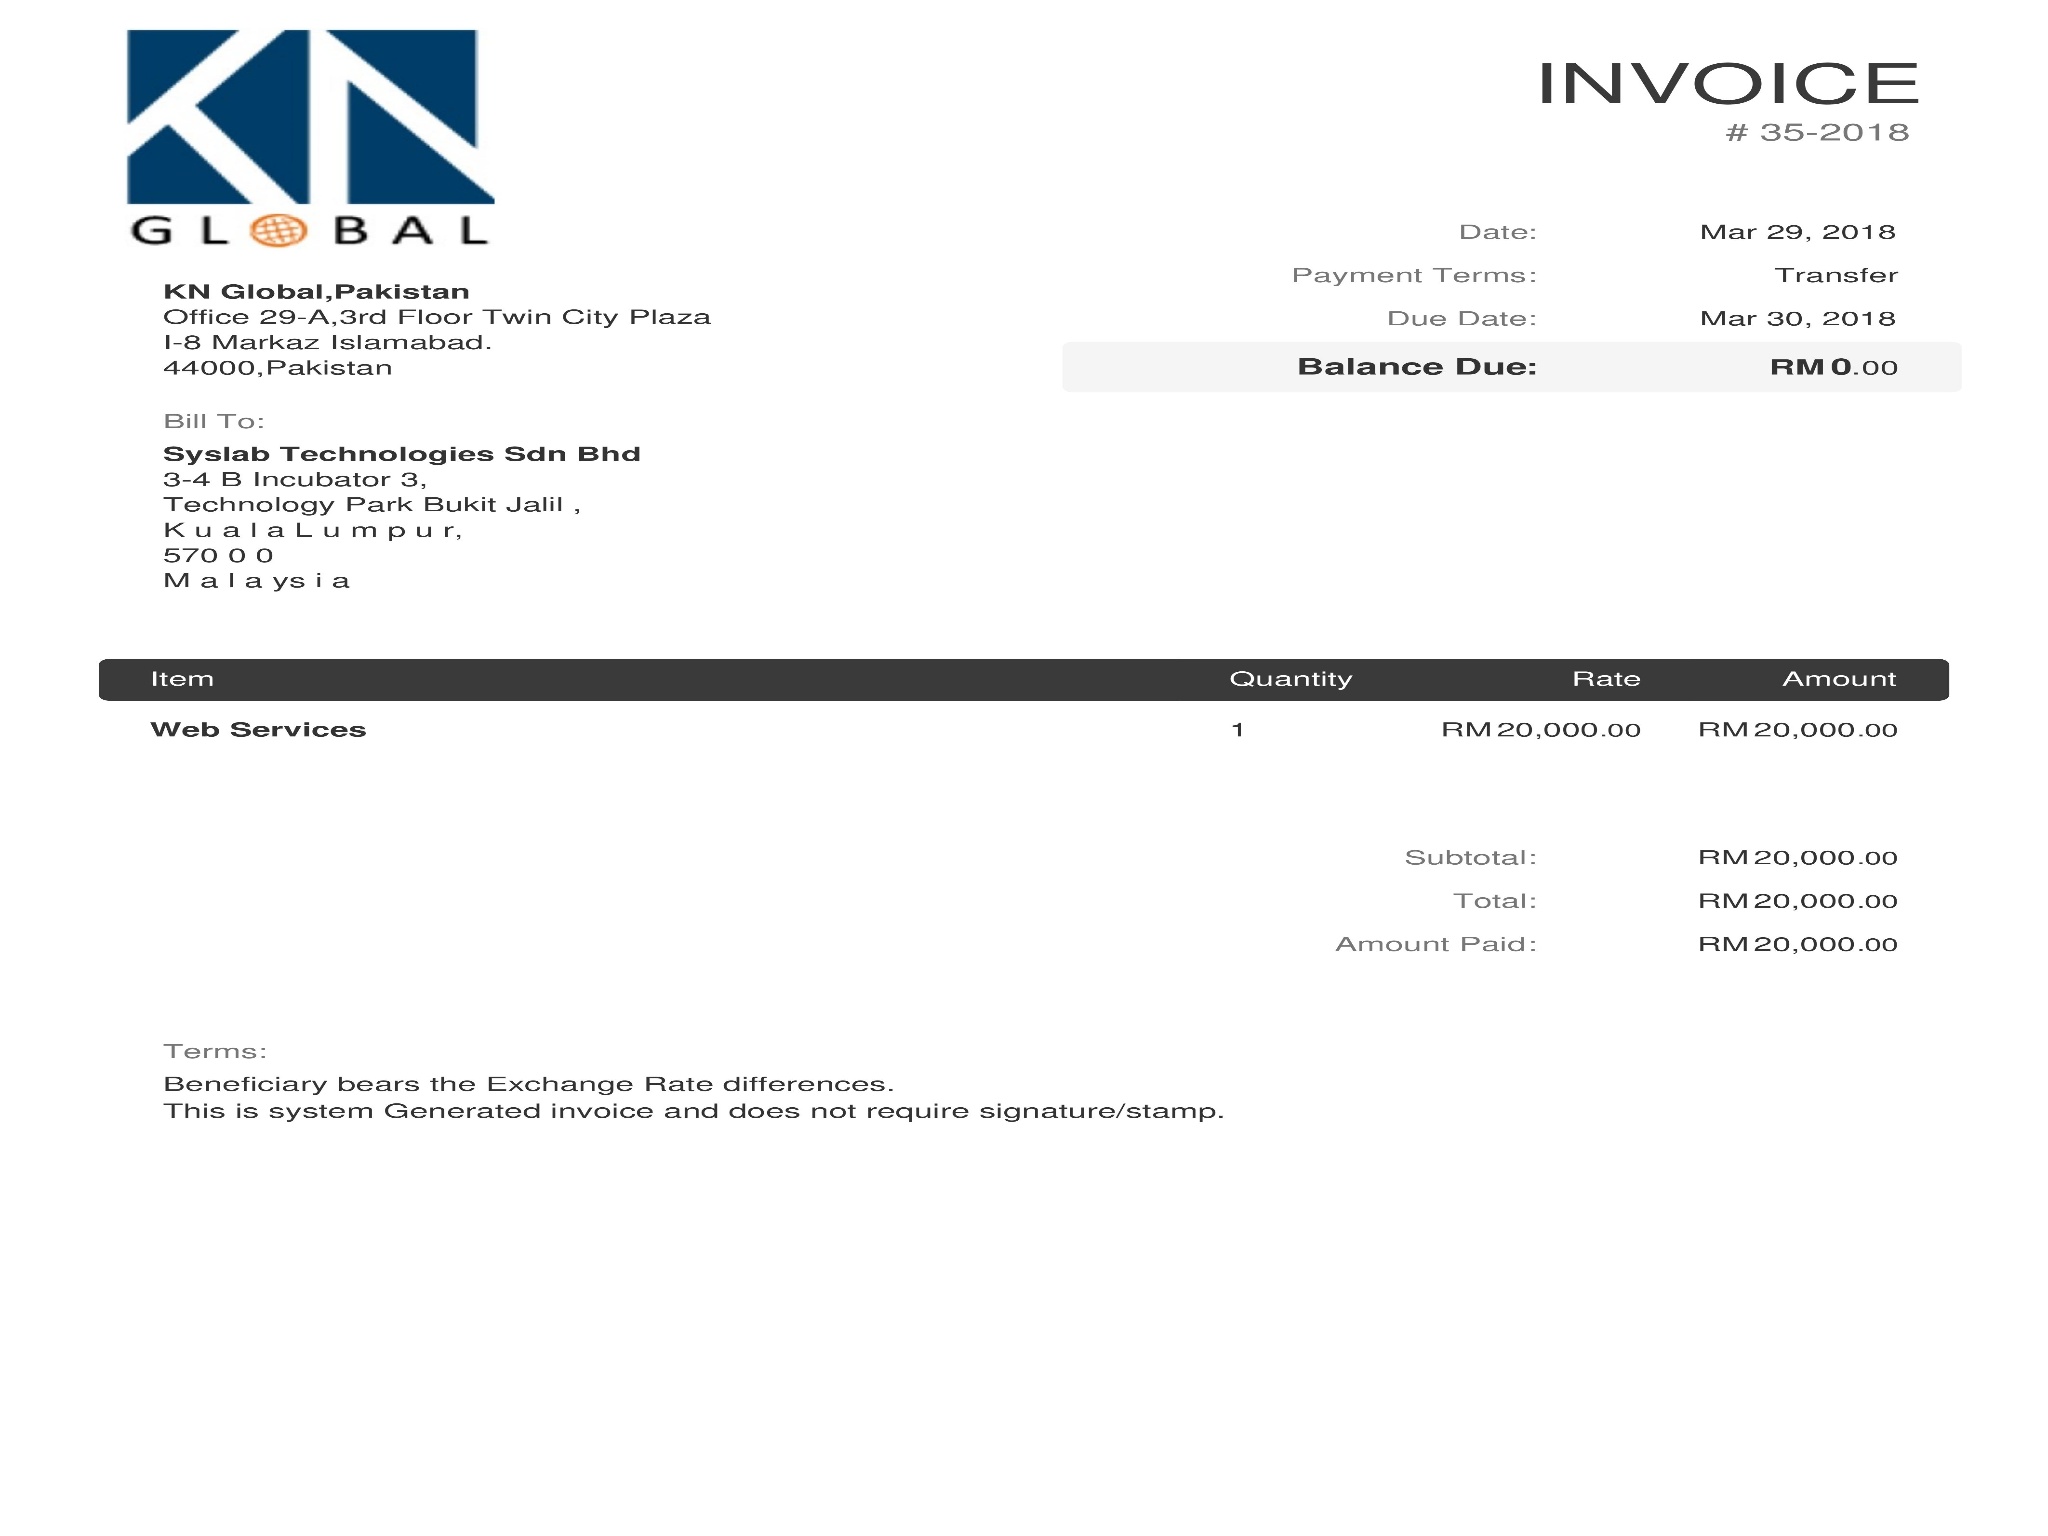 KN
GLOBAL
INVOICE
# 35-2018
Date: Mar 29, 2018
Payment Terms: Transfer
Due Date: Mar 30, 2018
Balance Due: RM 0.00
KN Global,Pakistan
Office 29-A,3rd Floor Twin City Plaza
I-8 Markaz Islamabad.
44000,Pakistan
Bill To:
Syslab Technologies Sdn Bhd
3-4 B Incubator 3,
Technology Park Bukit Jalil ,
KualaLumpur,
57000
Malaysia
Item Quantity Rate Amount
Web Services 1 RM 20,000.00 RM 20,000.00
Subtotal: RM 20,000.00
Total: RM 20,000.00
Amount Paid: RM 20,000.00
Terms:
Beneficiary bears the Exchange Rate differences.
This is system Generated invoice and does not require signature/stamp.